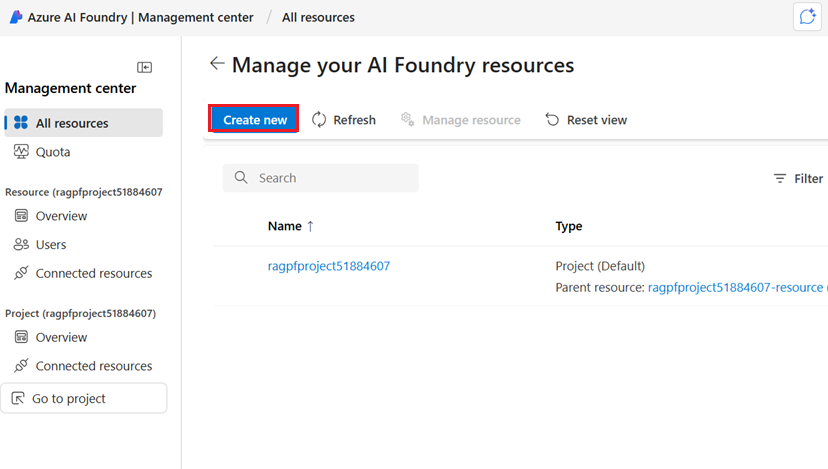 Azure AI Foundry | Management center / All resources
Management center
All resources
Quota
Resource (ragpfproject51884607
Overview
Users
Connected resources
Project (ragpfproject51884607)
Overview
Connected resources
Go to project
← Manage your AI Foundry resources
Create new Refresh Manage resource Reset view
Search Filter
Name ↑ Type
ragpfproject51884607 Project (Default)
Parent resource: ragpfproject51884607-resource (